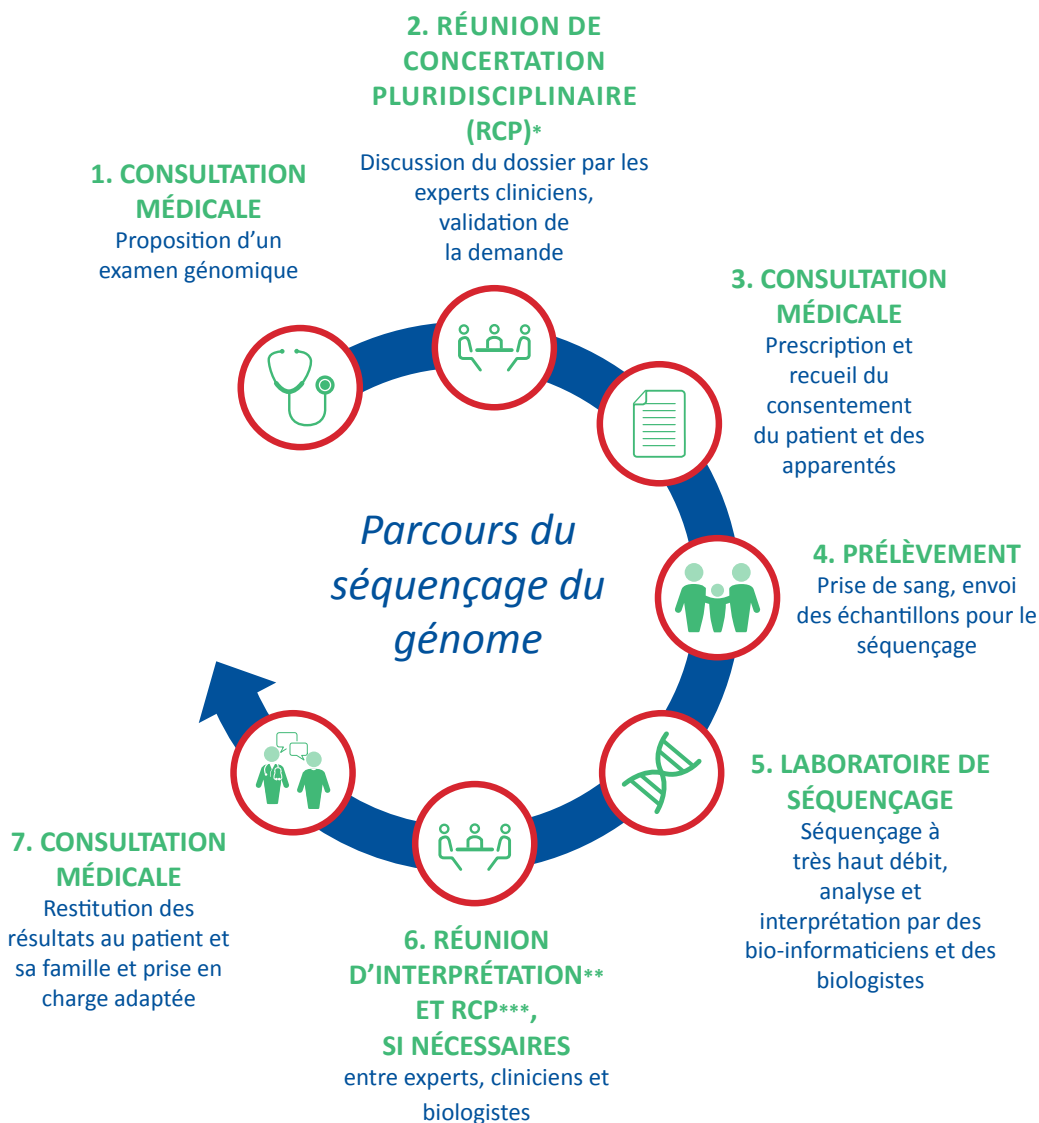 1. CONSULTATION
MÉDICALE
Proposition d'un
examen génomique
2. RÉUNION DE
CONCERTATION
PLURIDISCIPLINAIRE
(RCP)*
Discussion du dossier par les
experts cliniciens,
validation de
la demande
3. CONSULTATION
MÉDICALE
Prescription et
recueil du
consentement
du patient et des
apparentés
4. PRÉLÈVEMENT
Prise de sang, envoi
des échantillons pour le
séquençage
5. LABORATOIRE DE
SÉQUENÇAGE
Séquençage à
très haut débit,
analyse et
interprétation par des
bio-informaticiens et des
biologistes
6. RÉUNION
D'INTERPRÉTATION**
ET RCP***,
SI NÉCESSAIRES
entre experts, cliniciens et
biologistes
7. CONSULTATION
MÉDICALE
Restitution des
résultats au patient et
sa famille et prise en
charge adaptée
Parcours du
séquençage du
génome